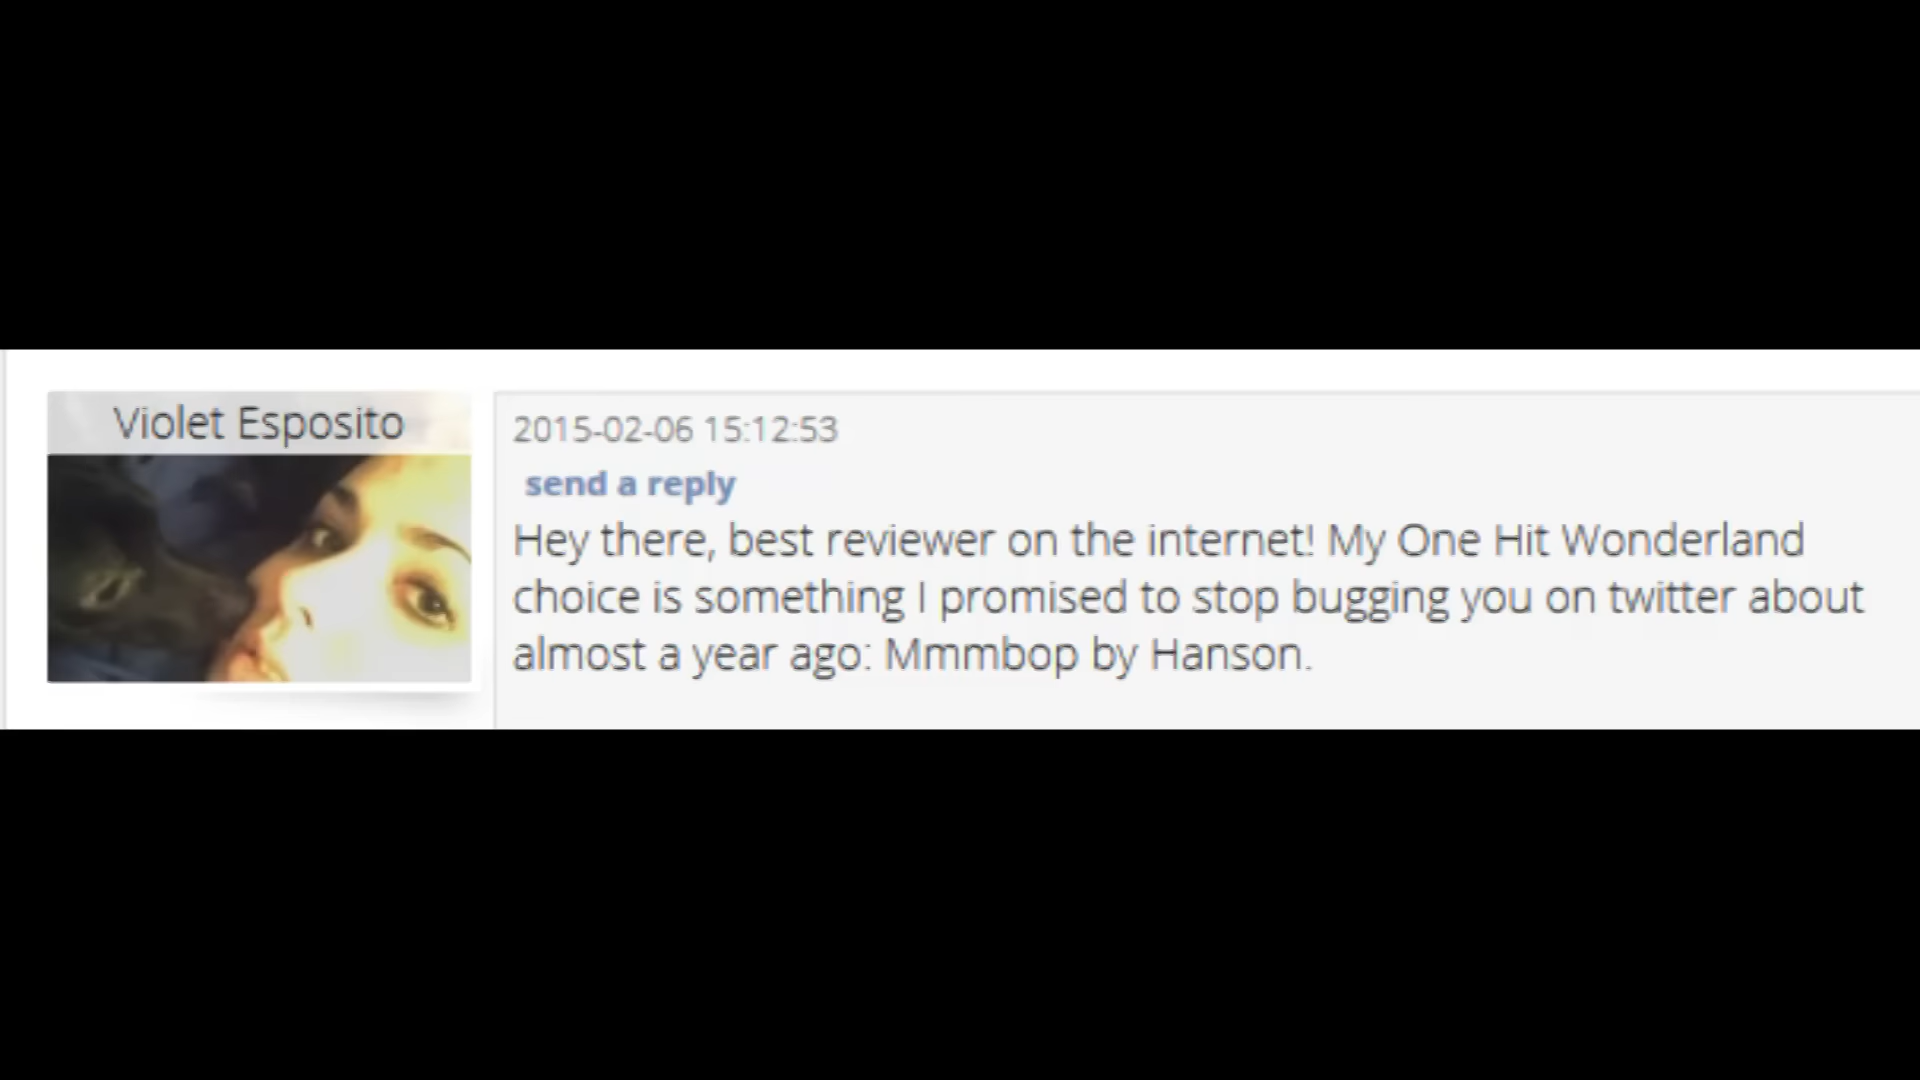 Violet Esposito
2015-02-06 15:12:53
send a reply
Hey there, best reviewer on the internet! My One Hit Wonderland
choice is something I promised to stop bugging you on twitter about
almost a year ago: Mmmbop by Hanson.